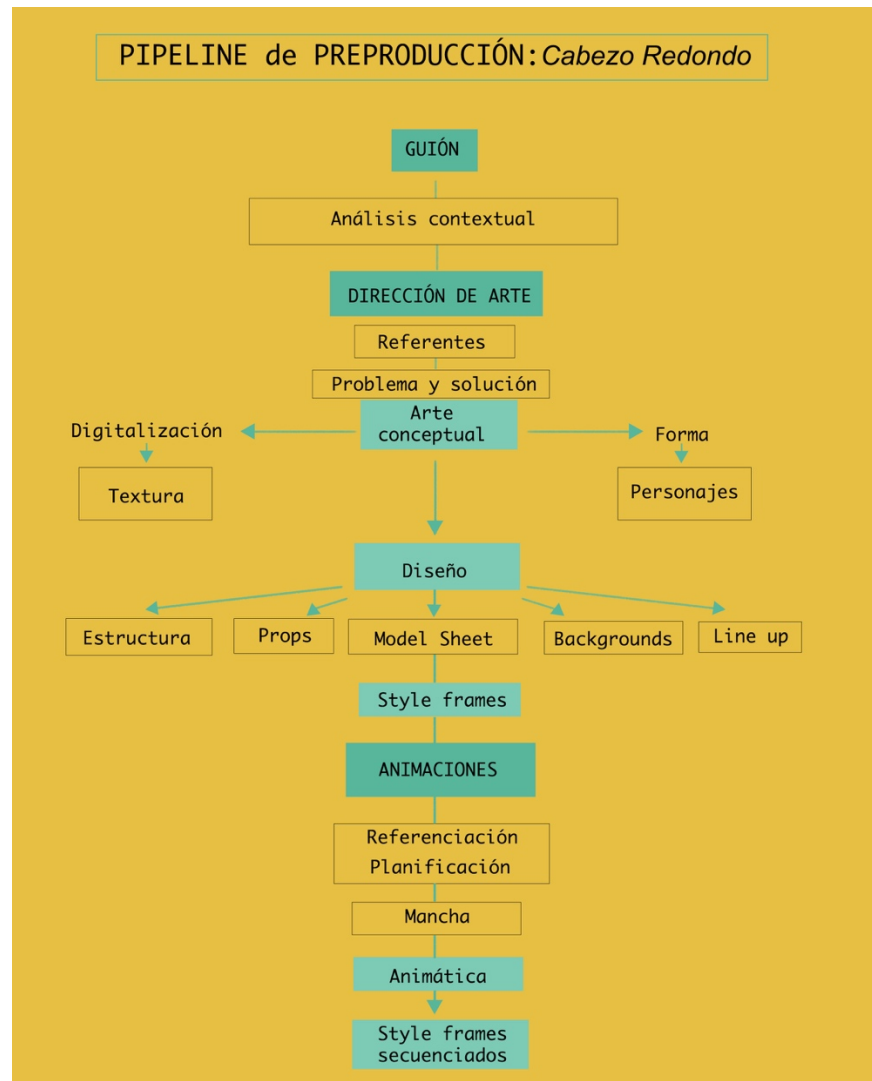 PIPELINE de PREPRODUCCIÓN: Cabezo Redondo
GUIÓN
Análisis contextual
DIRECCIÓN DE ARTE
Referentes
Problema y solución
Arte
conceptual
Digitalización
Forma
Textura
Personajes
Diseño
Estructura
Props
Model Sheet
Backgrounds
Line up
Style frames
ANIMACIONES
Referenciación
Planificación
Mancha
Animática
Style frames
secuenciados